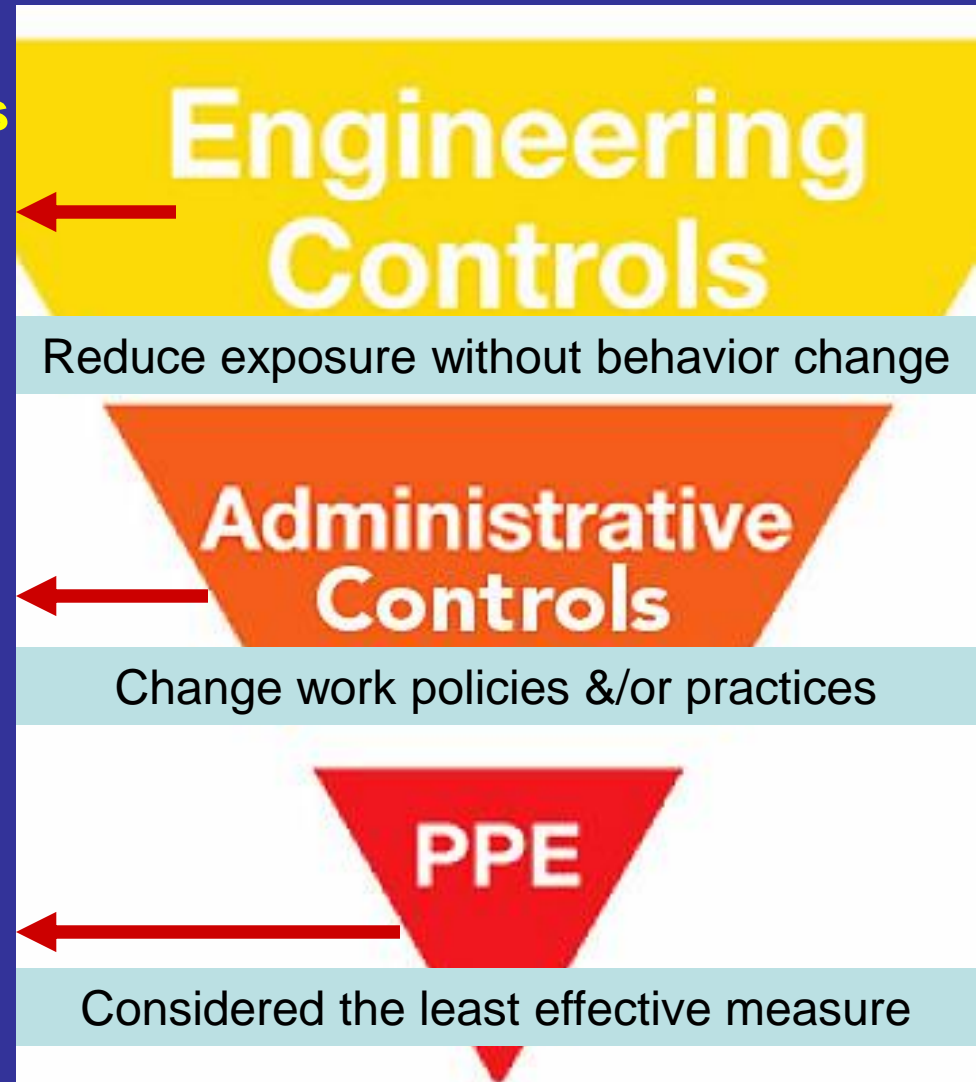 s
Engineering
Controls
Reduce exposure without behavior change
Administrative
Controls
Change work policies &/or practices
PPE
Considered the least effective measure